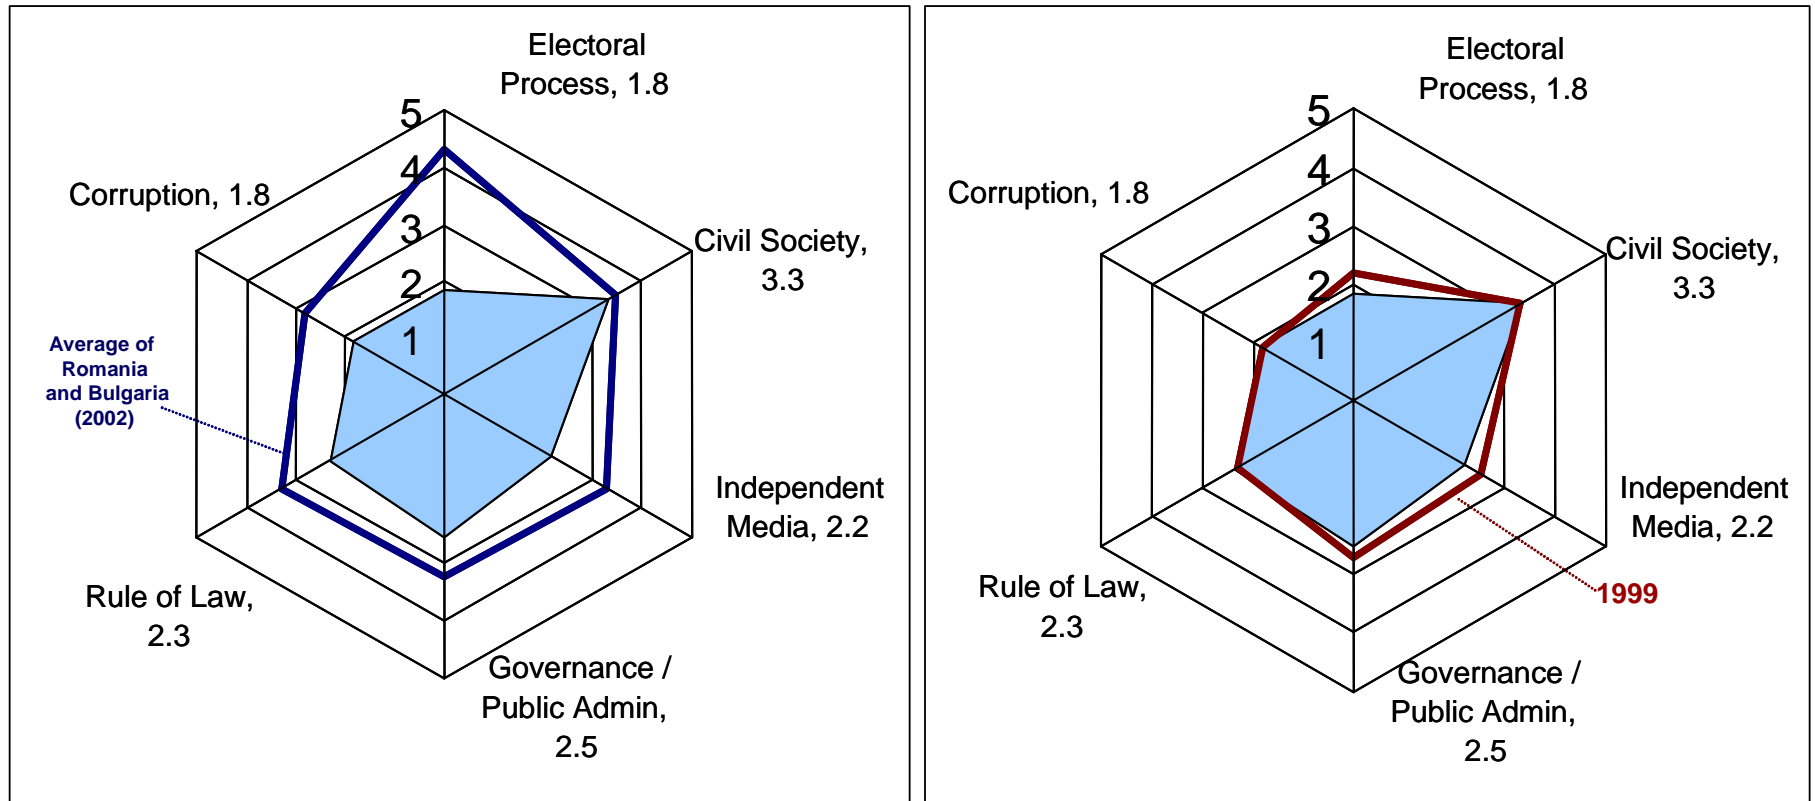 Electoral
Process, 1.8
5
4
3
2
1
Corruption, 1.8
Civil Society,
3.3
Average of
Romania
and Bulgaria
(2002)
Independent
Media, 2.2
Rule of Law,
2.3
Governance /
Public Admin,
2.5
Electoral
Process, 1.8
5
4
3
2
1
Corruption, 1.8
Civil Society,
3.3
Independent
Media, 2.2
1999
Rule of Law,
2.3
Governance /
Public Admin,
2.5